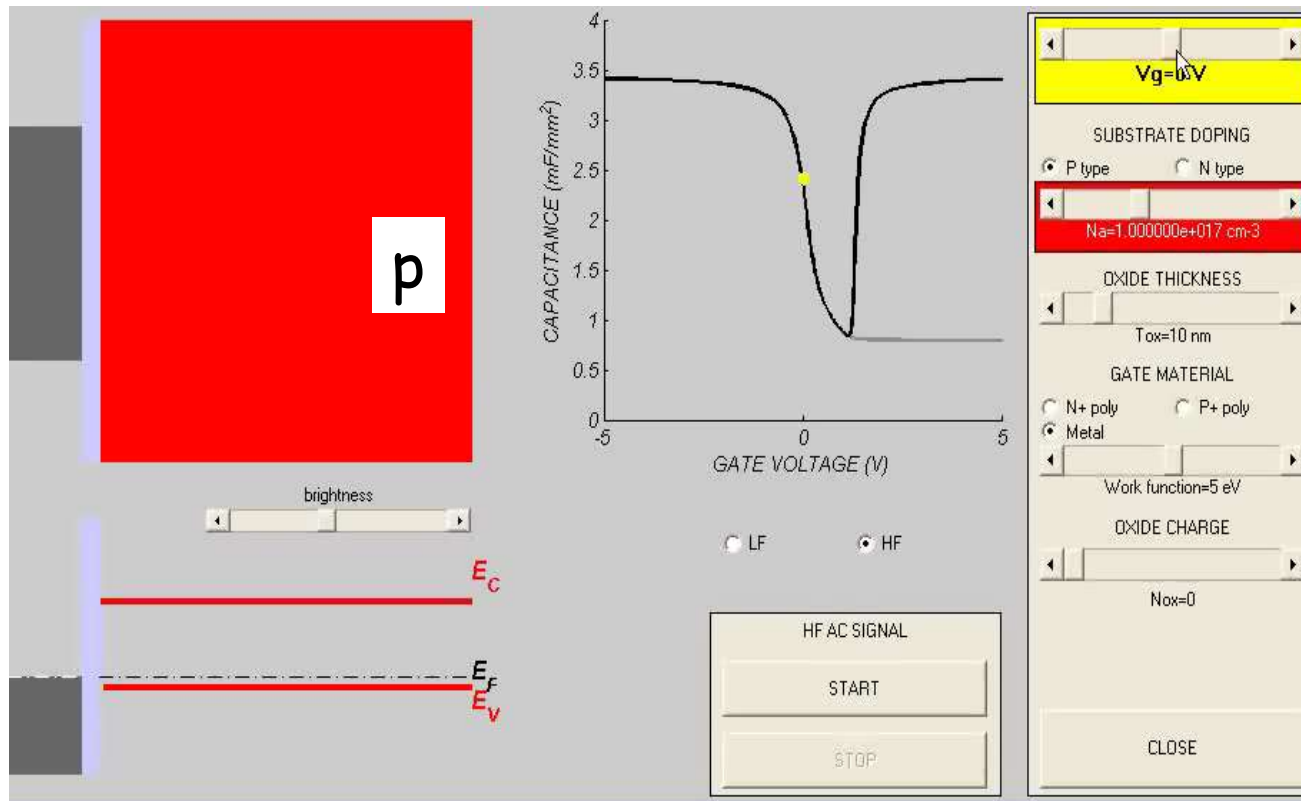 p
brightness
E_C
E_F
E_V
CAPACITANCE (mF/mm²)
4
3.5
3
2.5
2
1.5
1
0.5
0
-5
0
5
GATE VOLTAGE (V)
LF
HF
HF AC SIGNAL
START
STOP
Vg=0 V
SUBSTRATE DOPING
P type
N type
Na=1.000000e+017 cm-3
OXIDE THICKNESS
Tox=10 nm
GATE MATERIAL
N+ poly
P+ poly
Metal
Work function=5 eV
OXIDE CHARGE
Nox=0
CLOSE